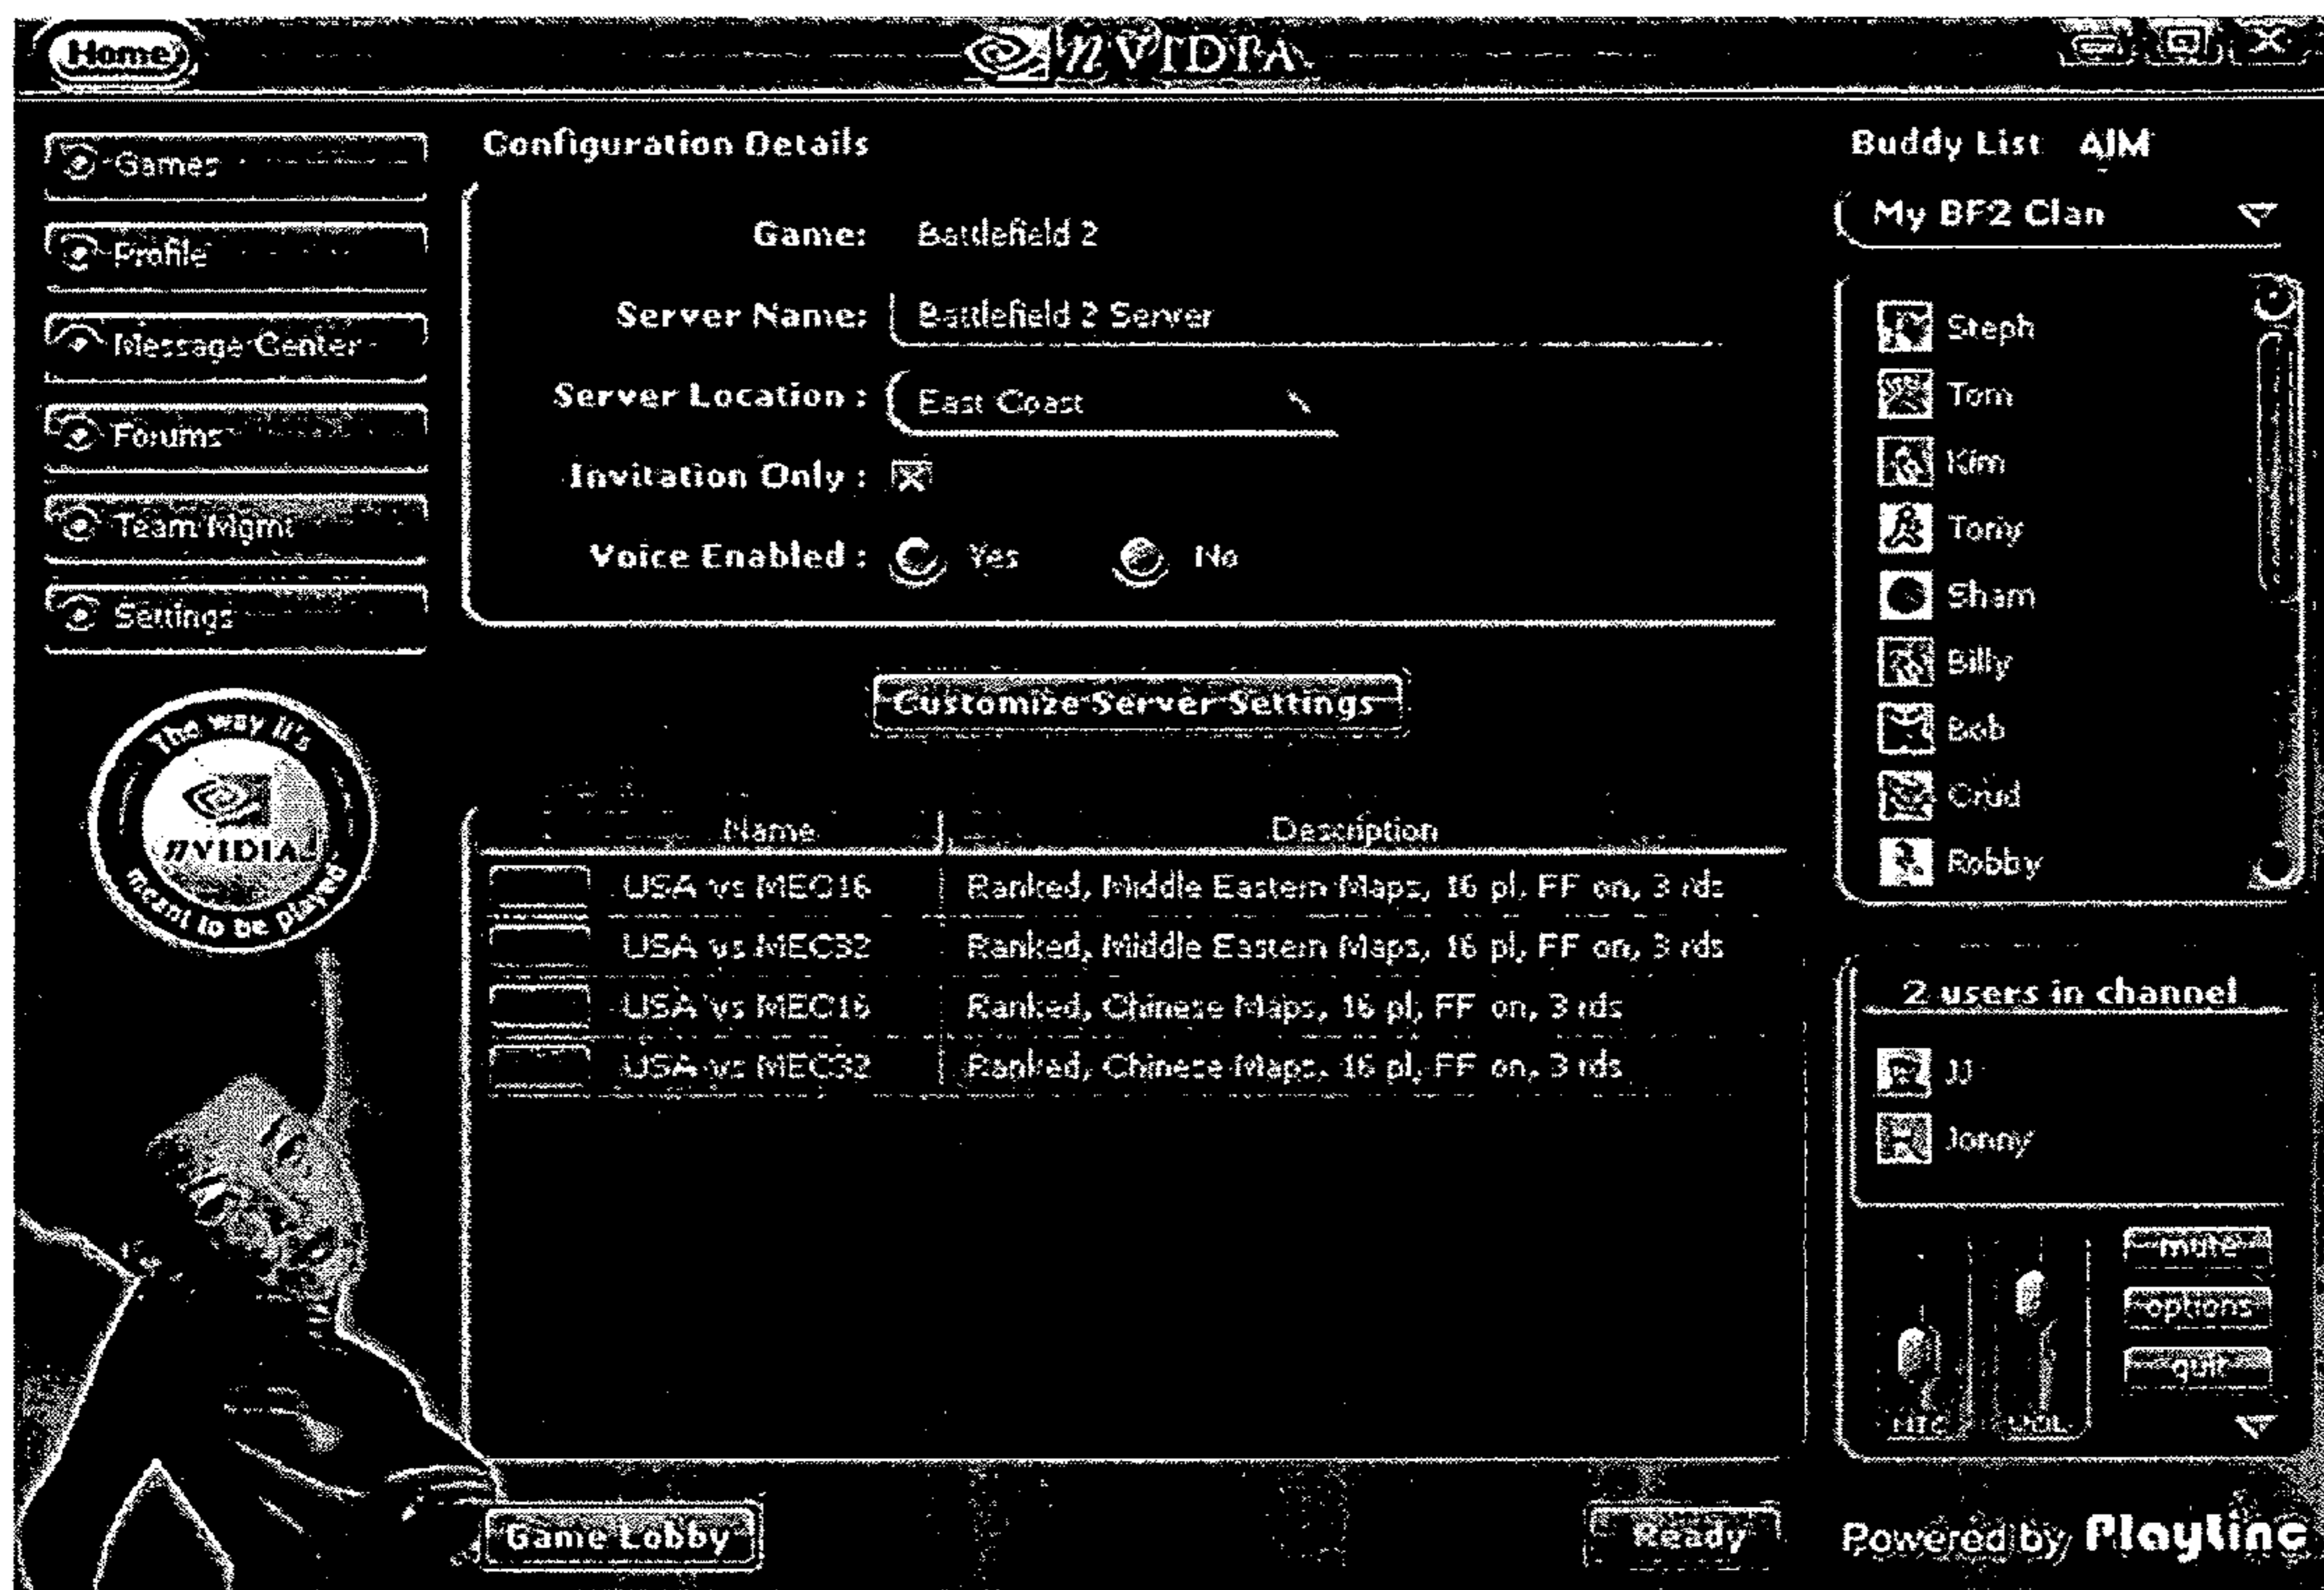 Home
nVIDIA
Games
Profile
Message Center
Forums
Team Mgmt
Settings
The way it's
nVIDIA
meant to be played
Configuration Details
Game: Battlefield 2
Server Name: Battlefield 2 Server
Server Location : East Coast
Invitation Only :
Voice Enabled : Yes No
Customize Server Settings
Name Description
USA vs MEC16 Ranked, Middle Eastern Maps, 16 pl, FF on, 3 rds
USA vs MEC32 Ranked, Middle Eastern Maps, 16 pl, FF on, 3 rds
USA vs MEC16 Ranked, Chinese Maps, 16 pl, FF on, 3 rds
USA vs MEC32 Ranked, Chinese Maps, 16 pl, FF on, 3 rds
Game Lobby
Ready
Buddy List AIM
My BF2 Clan
Steph
Tom
Kim
Tony
Sham
Billy
Bob
Crud
Robby
2 users in channel
JJ
Jonny
mute
options
quit
MIC VOL
Powered by PlayLinc